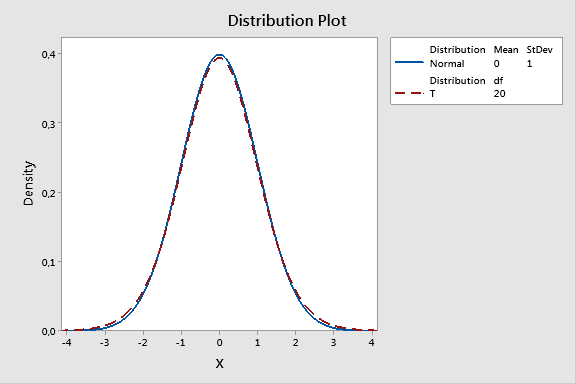 Distribution Plot
Distribution Mean StDev
Normal 0 1
Distribution df
T 20
0,4
0,3
0,2
0,1
0,0
Density
-4 -3 -2 -1 0 1 2 3 4
X